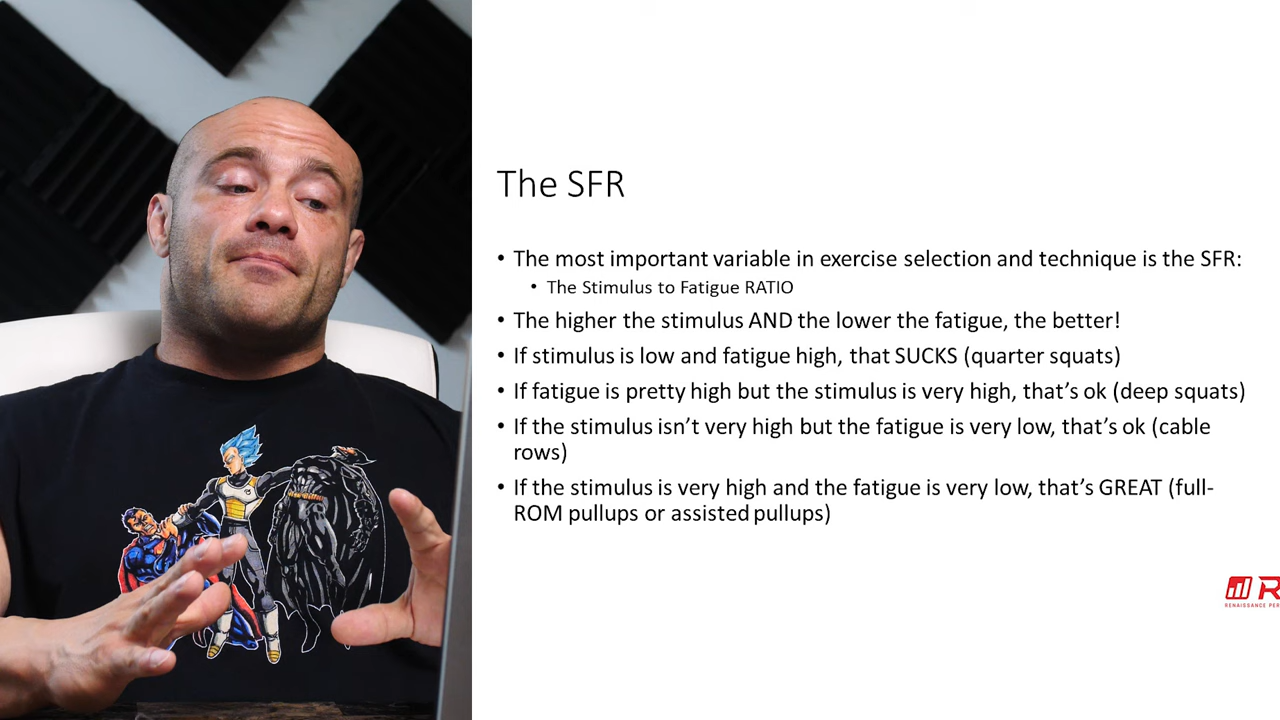 The SFR
• The most important variable in exercise selection and technique is the SFR:
• The Stimulus to Fatigue RATIO
• The higher the stimulus AND the lower the fatigue, the better!
• If stimulus is low and fatigue high, that SUCKS (quarter squats)
• If fatigue is pretty high but the stimulus is very high, that’s ok (deep squats)
• If the stimulus isn’t very high but the fatigue is very low, that’s ok (cable
rows)
• If the stimulus is very high and the fatigue is very low, that’s GREAT (full-
ROM pullups or assisted pullups)
R
RENAISSANCE PER